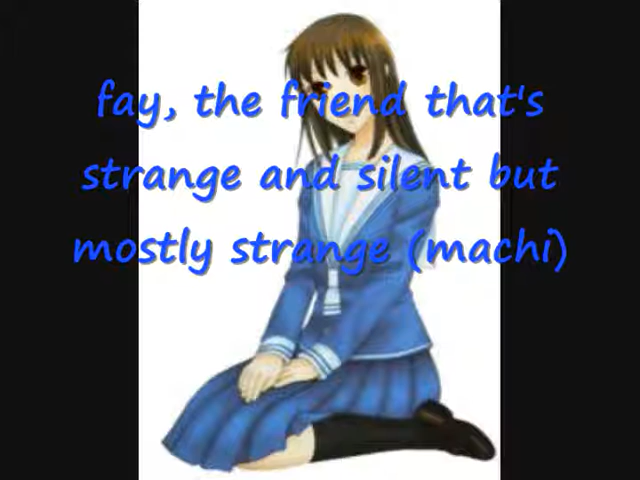 fay, the friend that's
strange and silent but
mostly strange (machi)